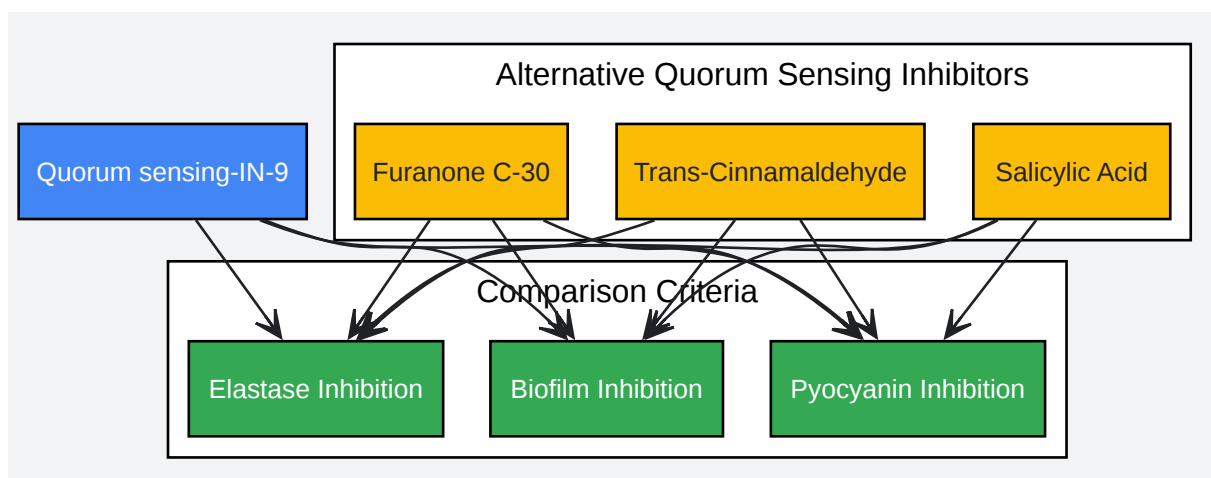 Alternative Quorum Sensing Inhibitors
Quorum sensing-IN-9
Furanone C-30
Trans-Cinnamaldehyde
Salicylic Acid
Comparison Criteria
Elastase Inhibition
Biofilm Inhibition
Pyocyanin Inhibition